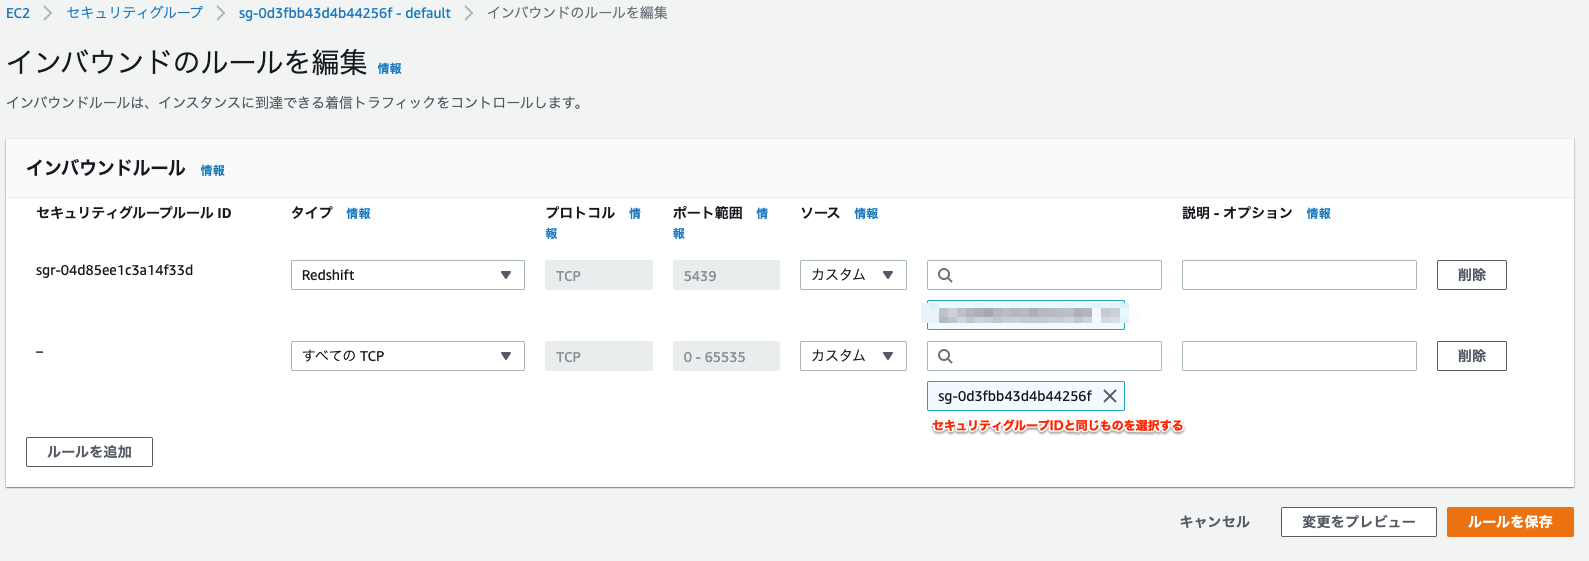 EC2 > セキュリティグループ > sg-0d3fbb43d4b44256f - default > インバウンドのルールを編集
インバウンドのルールを編集 情報
インバウンドルールは、インスタンスに到達できる着信トラフィックをコントロールします。
インバウンドルール 情報
セキュリティグループルール ID タイプ 情報 プロトコル 情報 ポート範囲 情報 ソース 情報 説明 - オプション 情報
sgr-04d85ee1c3a14f33d Redshift TCP 5439 カスタム 削除
– すべての TCP TCP 0 - 65535 カスタム 削除
sg-0d3fbb43d4b44256f
セキュリティグループIDと同じものを選択する
ルールを追加
キャンセル 変更をプレビュー ルールを保存